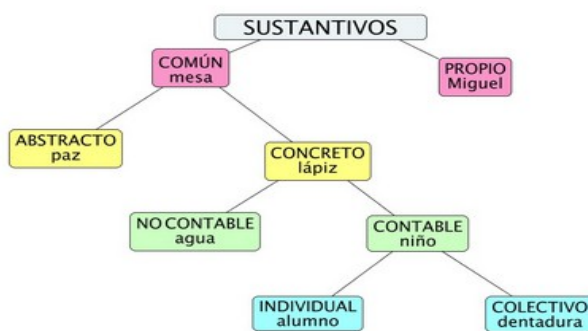 SUSTANTIVOS
COMÚN
mesa
PROPIO
Miguel
ABSTRACTO
paz
CONCRETO
lápiz
NO CONTABLE
agua
CONTABLE
niño
INDIVIDUAL
alumno
COLECTIVO
dentadura